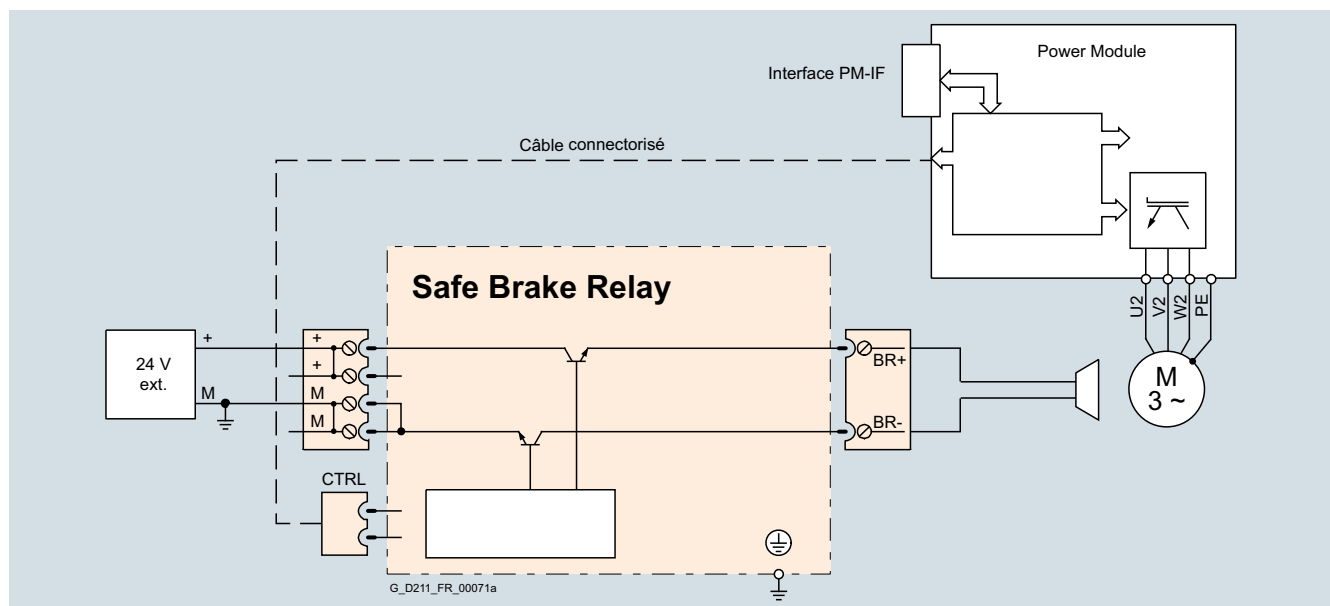 Power Module
Interface PM-IF
Câble connectorisé
U2
V2
W2
PE
Safe Brake Relay
24 V
ext.
+
M
+
+
M
M
BR+
BR-
M
3 ~
CTRL
G_D211_FR_00071a